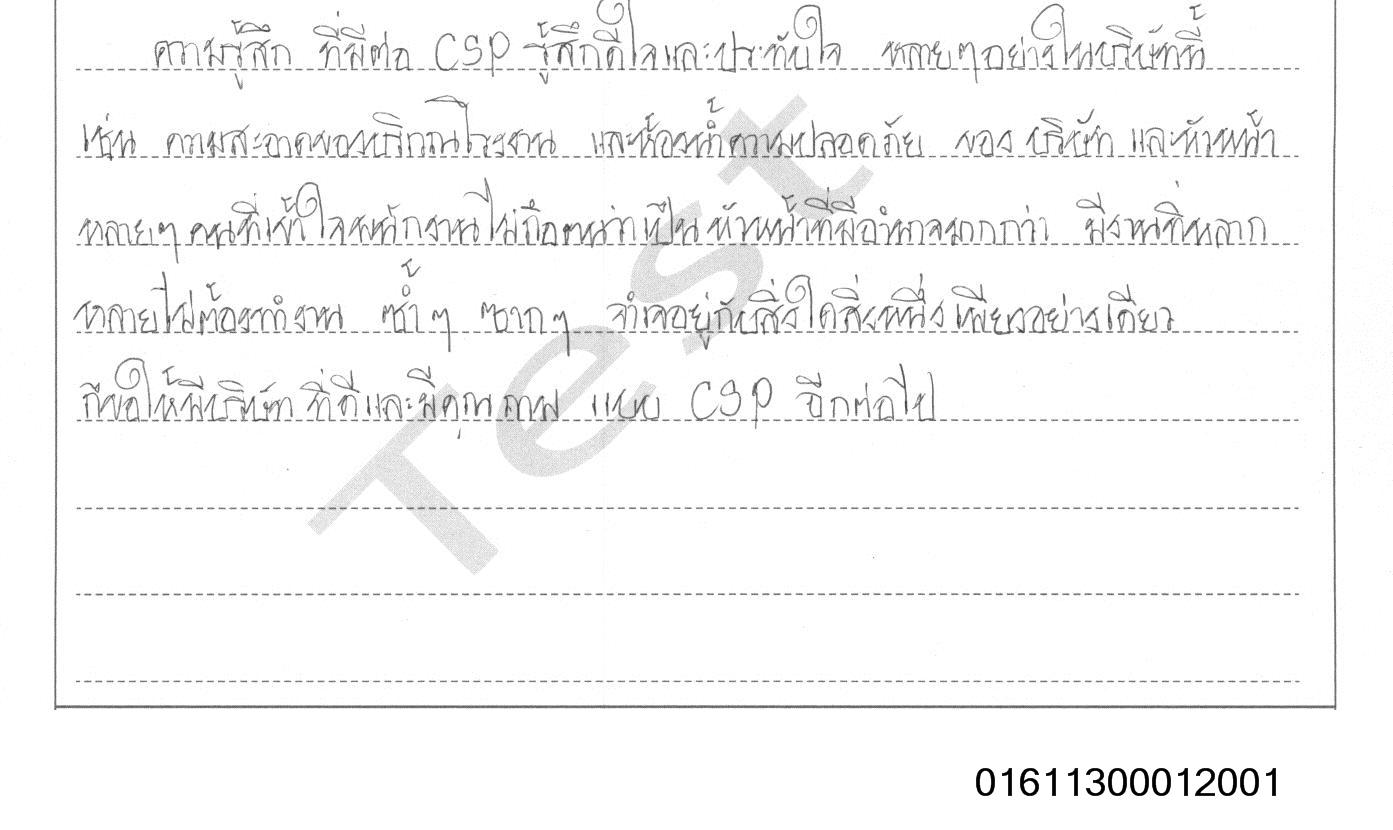 ความรู้สึก ที่มีต่อ CSP รู้สึกดีใจและประทับใจ หลายๆอย่างในบริษัทนี้
เช่น ความสะอาดของบริเวณโรงงาน และห้องน้ำความปลอดภัย ของ บริษัท และหัวหน้า
หลายๆ คนที่เข้าใจพนักงานไม่ถือตนว่าเป็น หัวหน้าที่มีอำนาจมากกว่า มีงานที่หลาก
หลายไม่ต้องทำงาน ซ้ำๆ ซากๆ จำเจอยู่กับสิ่งใดสิ่งหนึ่งเพียงอย่างเดียว
ก็ขอให้มีบริษัท ที่ดีและมีคุณภาพ แบบ CSP อีกต่อไป
Test
01611300012001